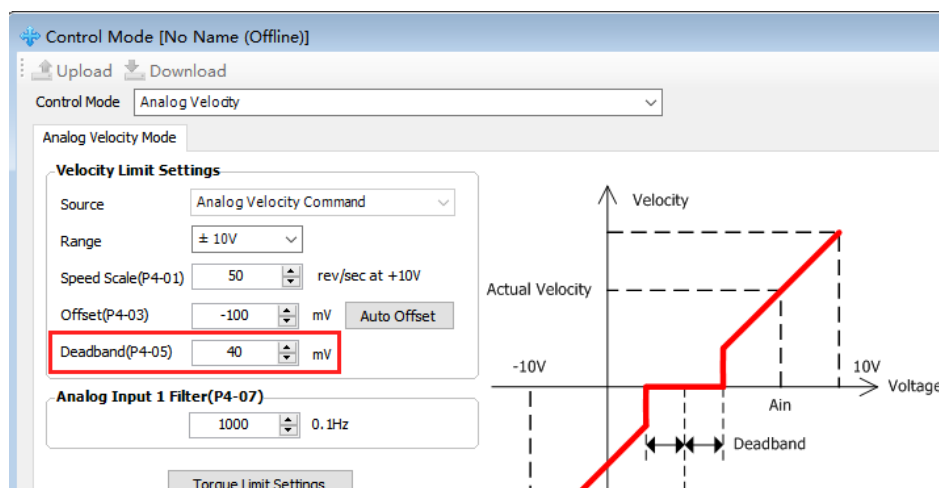 Control Mode [No Name (Offline)]
Upload Download
Control Mode Analog Velocity
Analog Velocity Mode
Velocity Limit Settings
Source Analog Velocity Command
Range ± 10V
Speed Scale(P4-01) 50 rev/sec at +10V
Offset(P4-03) -100 mV Auto Offset
Deadband(P4-05) 40 mV
Analog Input 1 Filter(P4-07)
1000 0.1Hz
Torque Limit Settings
Velocity
Actual Velocity
-10V
10V
Voltage
Ain
Deadband